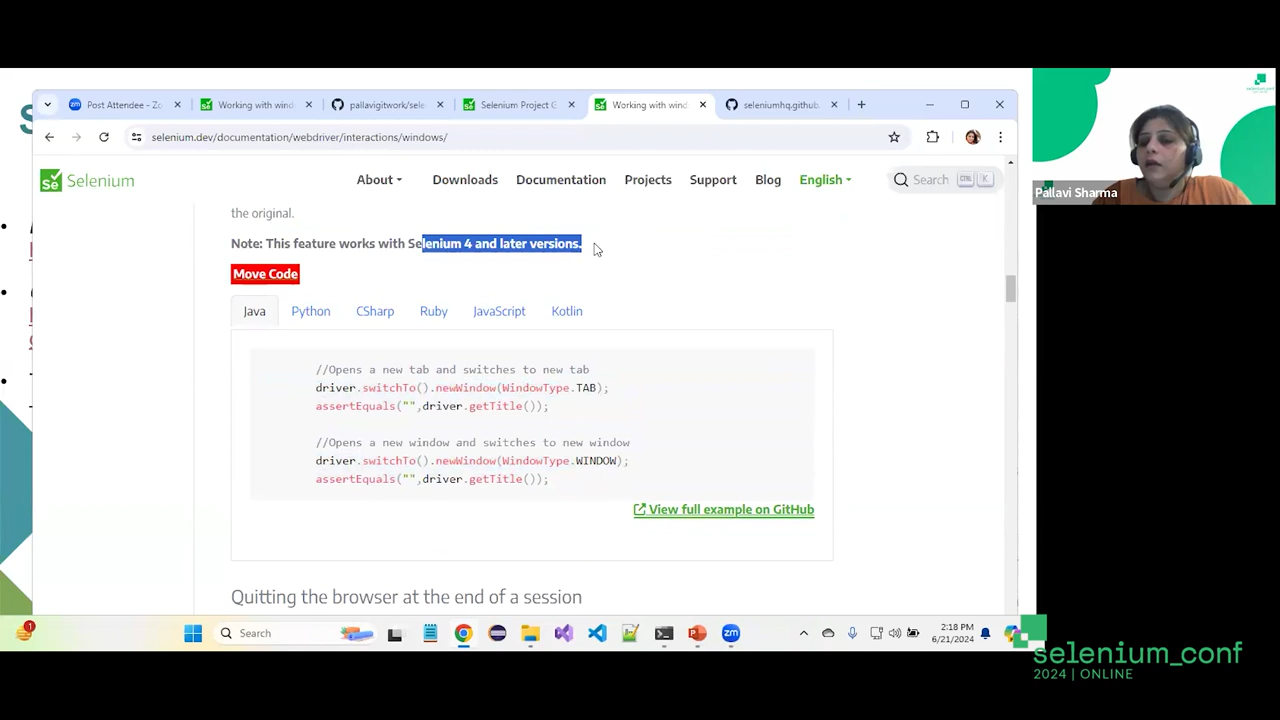 Post Attendee - Zo
Working with wind
pallavigitwork/sele
Selenium Project G
Working with wind
seleniumhq.github.
selenium.dev/documentation/webdriver/interactions/windows/
Selenium
About
Downloads
Documentation
Projects
Support
Blog
English
Search
CTRL
K
the original.
Note: This feature works with Selenium 4 and later versions.
Move Code
Java
Python
CSharp
Ruby
JavaScript
Kotlin
//Opens a new tab and switches to new tab
driver.switchTo().newWindow(WindowType.TAB);
assertEquals("",driver.getTitle());
//Opens a new window and switches to new window
driver.switchTo().newWindow(WindowType.WINDOW);
assertEquals("",driver.getTitle());
View full example on GitHub
Quitting the browser at the end of a session
1
Search
2:18 PM
6/21/2024
Pallavi Sharma
selenium_conf
2024 | ONLINE